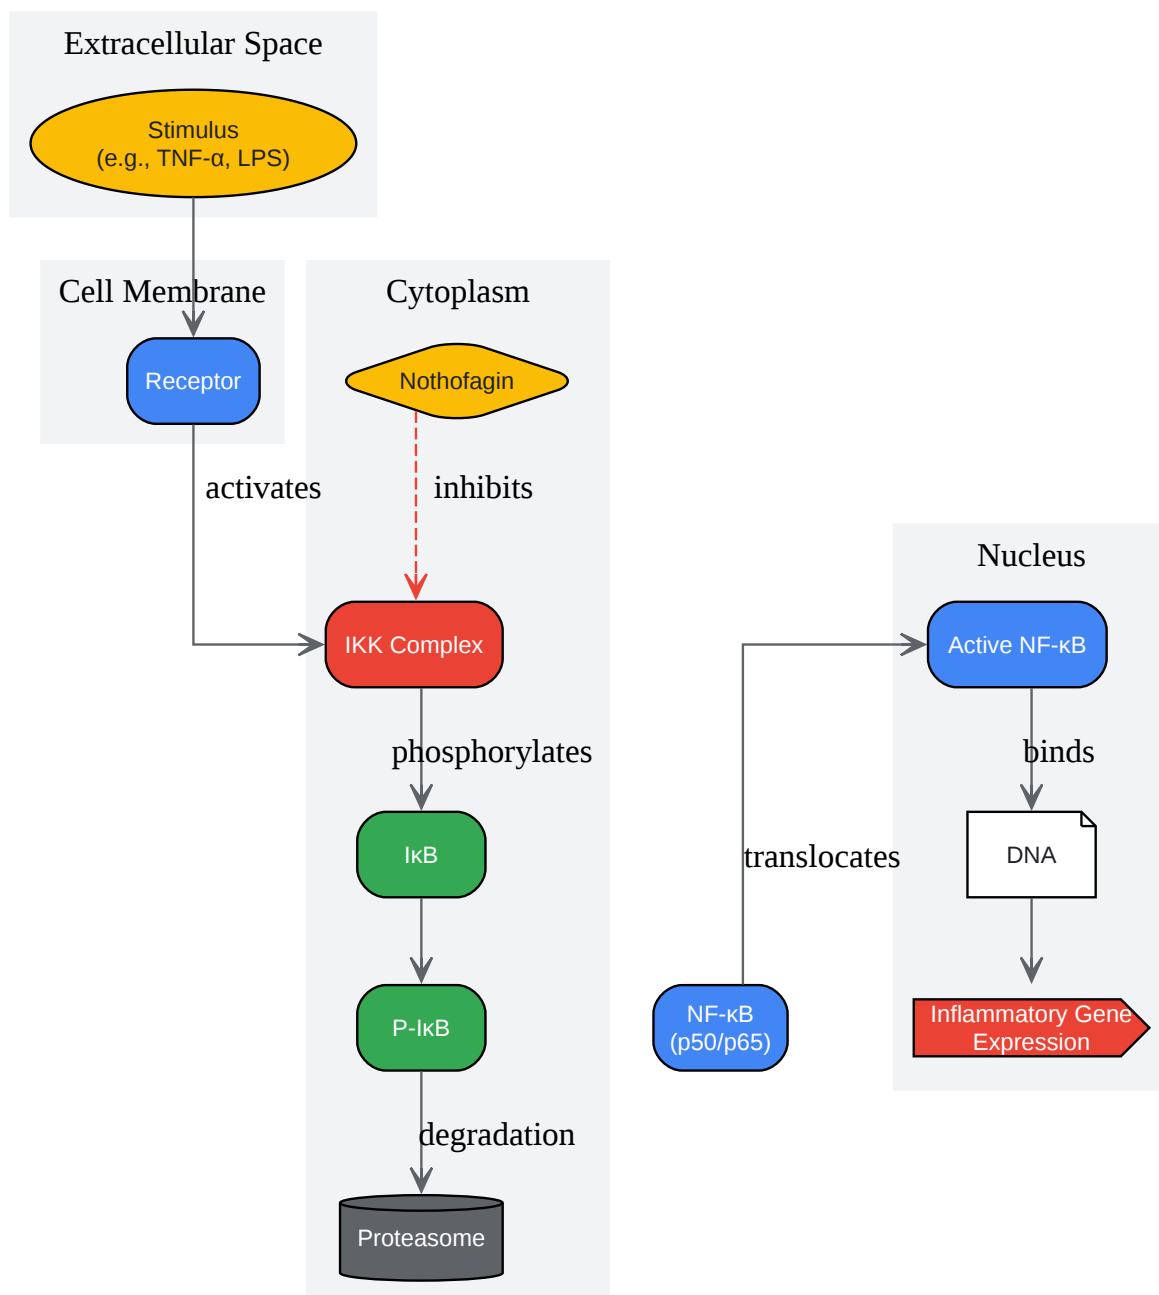 Extracellular Space
Stimulus
(e.g., TNF-α, LPS)
Cell Membrane
Cytoplasm
Receptor
Nothofagin
activates
inhibits
Nucleus
IKK Complex
Active NF-κB
phosphorylates
binds
IκB
translocates
DNA
P-IκB
NF-κB
(p50/p65)
Inflammatory Gene
Expression
degradation
Proteasome